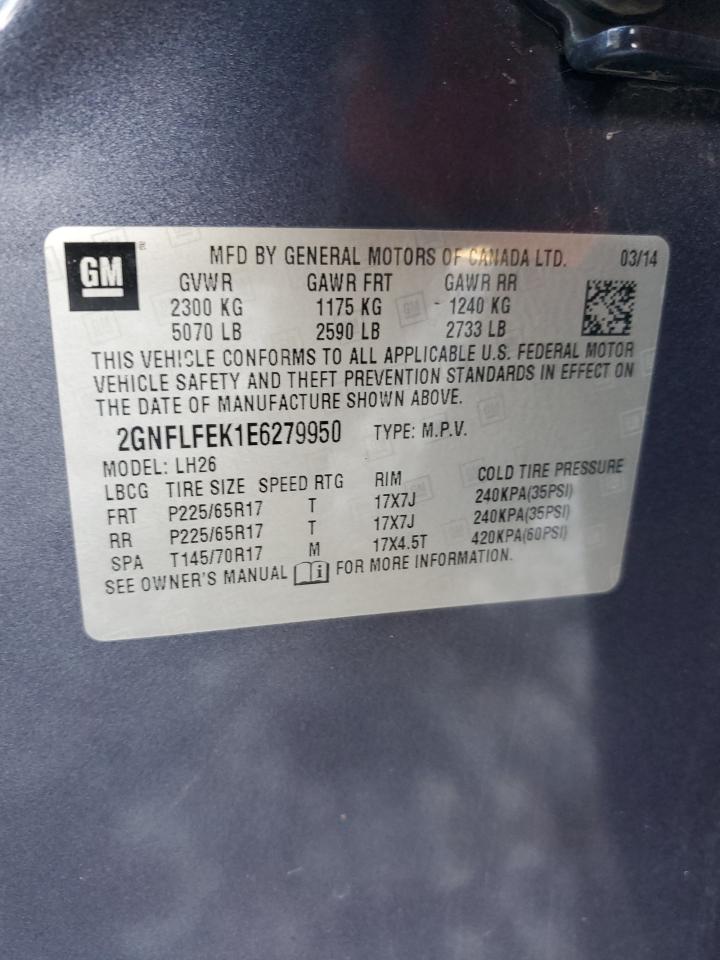 GM ® MFD BY GENERAL MOTORS OF CANADA LTD. 03/14
GVWR GAWR FRT GAWR RR
2300 KG 1175 KG 1240 KG
5070 LB 2590 LB 2733 LB
THIS VEHICLE CONFORMS TO ALL APPLICABLE U.S. FEDERAL MOTOR
VEHICLE SAFETY AND THEFT PREVENTION STANDARDS IN EFFECT ON
THE DATE OF MANUFACTURE SHOWN ABOVE.
2GNFLFEK1E6279950 TYPE: M.P.V.
MODEL: LH26
LBCG TIRE SIZE SPEED RTG RIM COLD TIRE PRESSURE
FRT P225/65R17 T 17X7J 240KPA(35PSI)
RR P225/65R17 T 17X7J 240KPA(35PSI)
SPA T145/70R17 M 17X4.5T 420KPA(60PSI)
SEE OWNER'S MANUAL i FOR MORE INFORMATION.